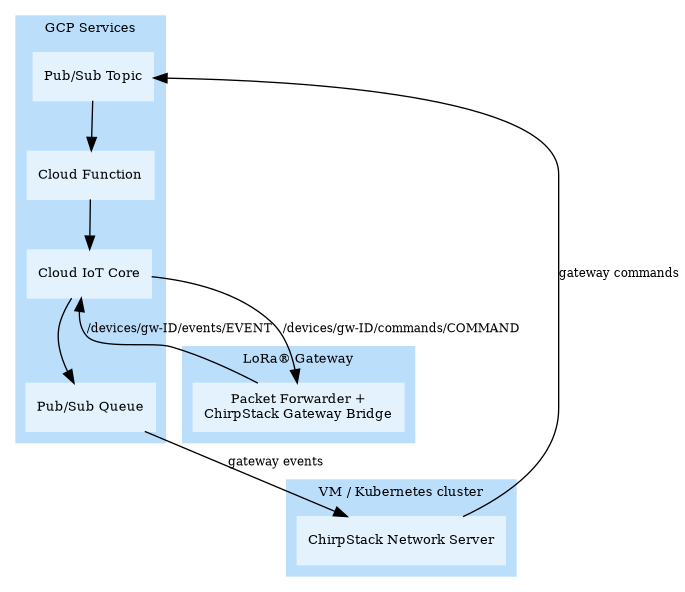 GCP Services
Pub/Sub Topic
Cloud Function
gateway commands
Cloud IoT Core
/devices/gw-ID/events/EVENT
/devices/gw-ID/commands/COMMAND
LoRa® Gateway
Packet Forwarder +
ChirpStack Gateway Bridge
Pub/Sub Queue
gateway events
VM / Kubernetes cluster
ChirpStack Network Server